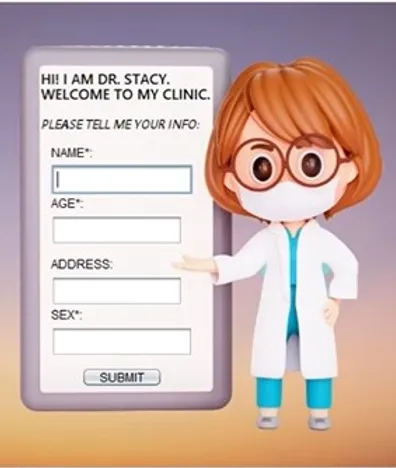 HI! I AM DR. STACY.
WELCOME TO MY CLINIC.
PLEASE TELL ME YOUR INFO:
NAME*:
AGE*:
ADDRESS:
SEX*:
SUBMIT